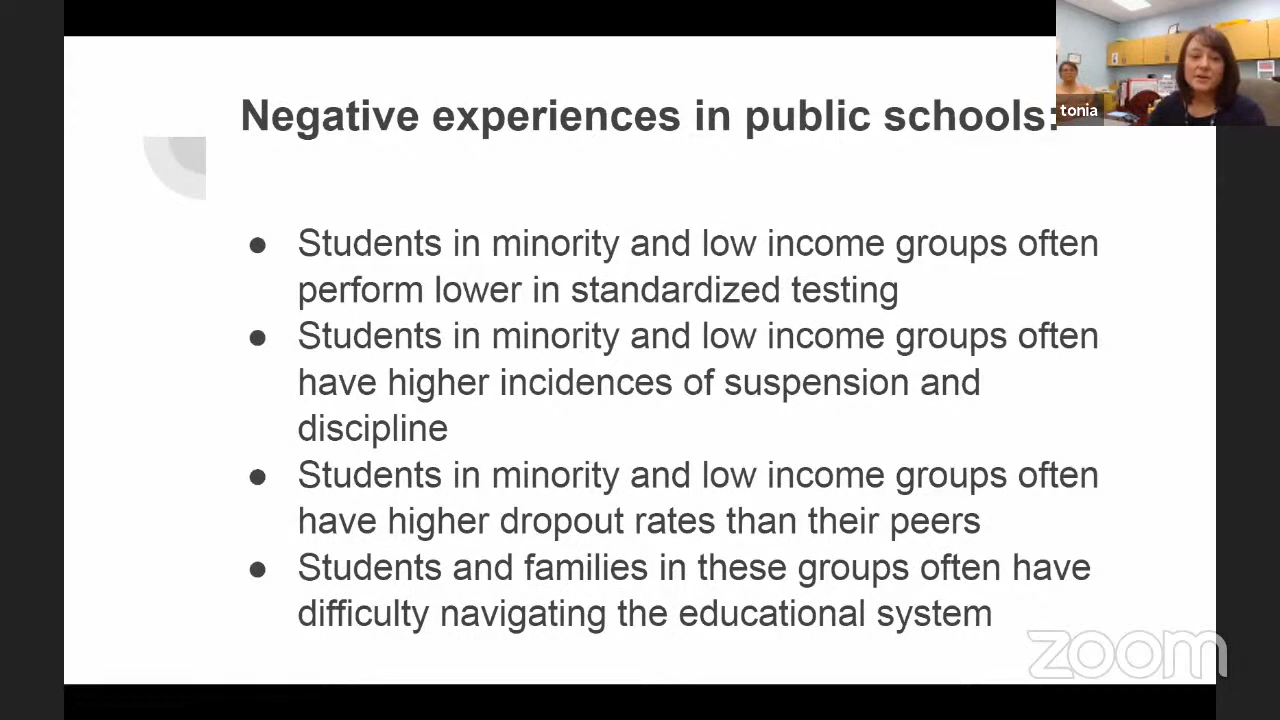 Negative experiences in public schools:
tonia
● Students in minority and low income groups often
perform lower in standardized testing
● Students in minority and low income groups often
have higher incidences of suspension and
discipline
● Students in minority and low income groups often
have higher dropout rates than their peers
● Students and families in these groups often have
difficulty navigating the educational system
zoom